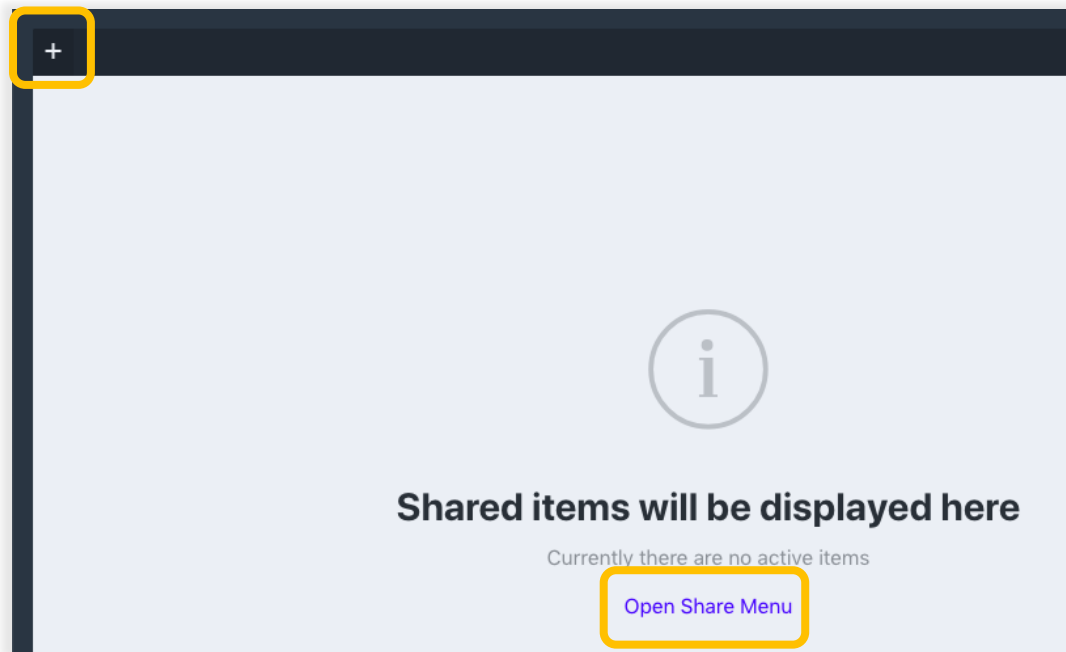 +
i
Shared items will be displayed here
Currently there are no active items
Open Share Menu